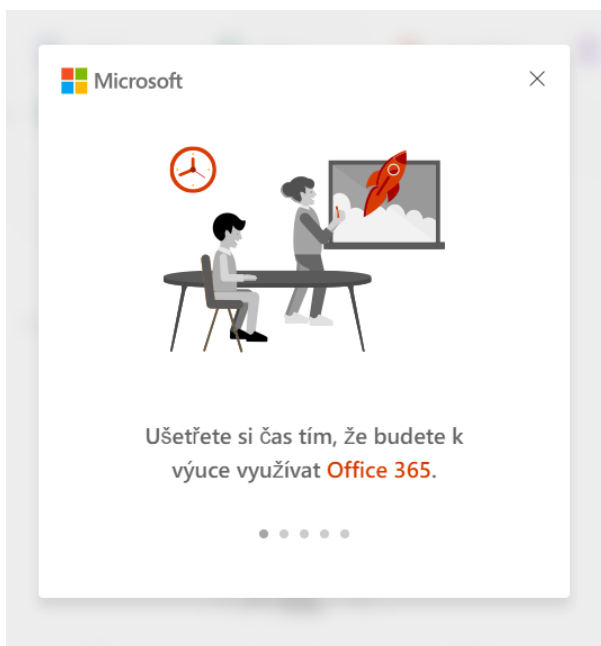 Microsoft
Ušetřete si čas tím, že budete k
výuce využívat Office 365.